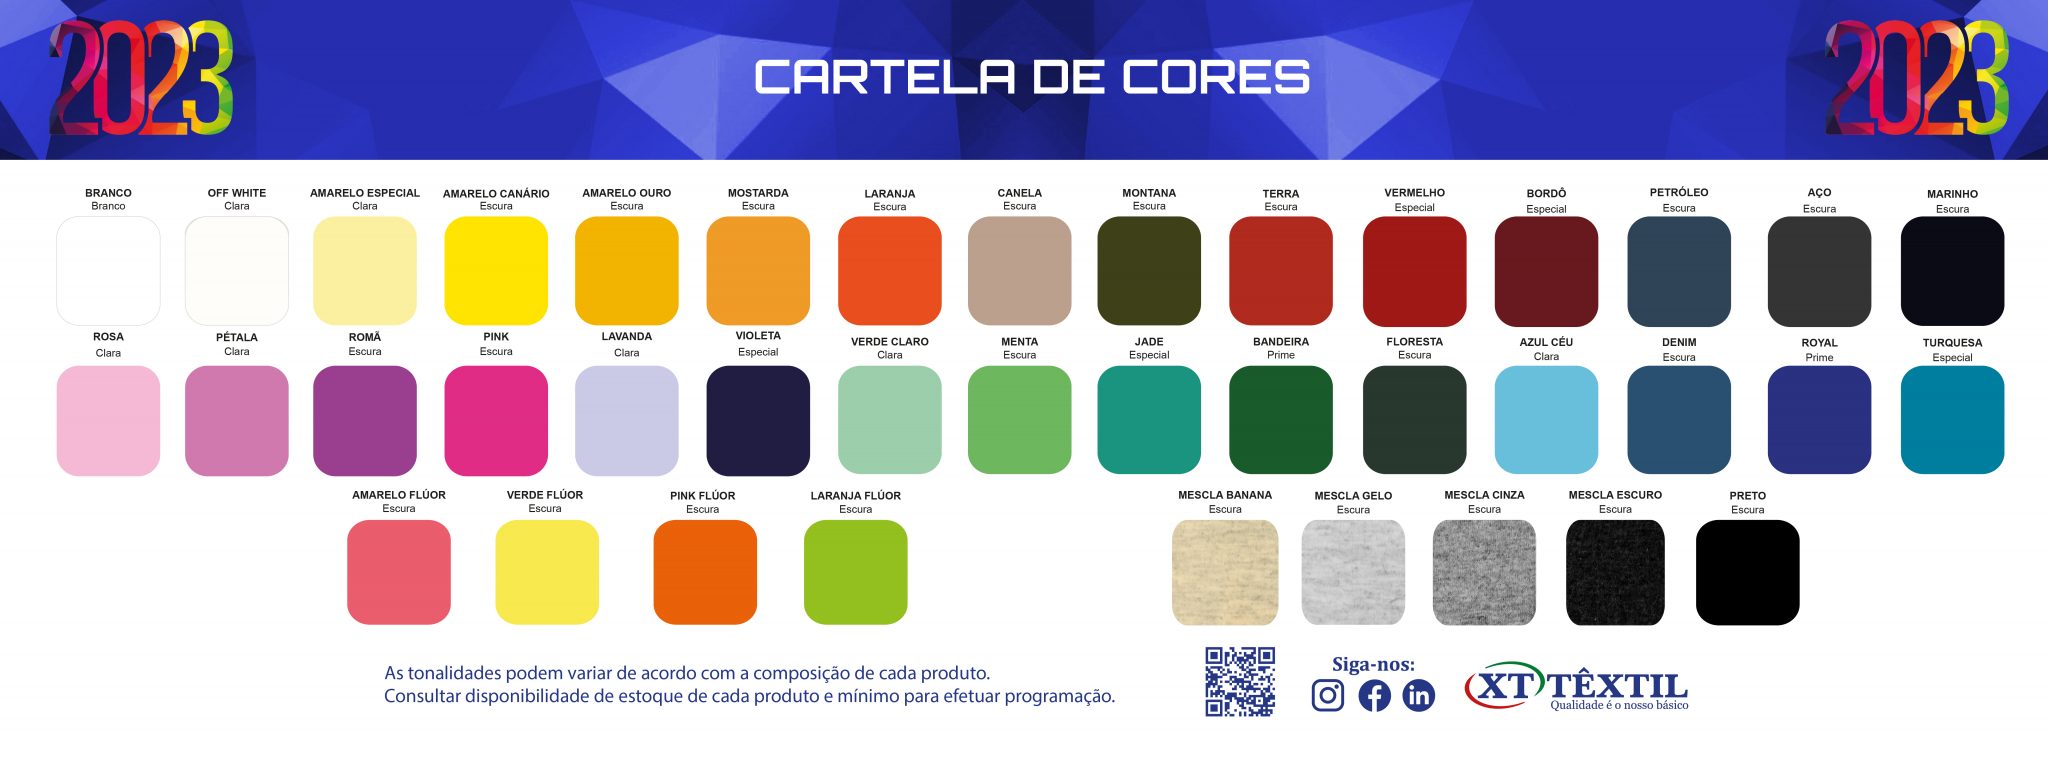 2023
CARTELA DE CORES
2023
BRANCO
Branco
OFF WHITE
Clara
AMARELO ESPECIAL
Clara
AMARELO CANÁRIO
Escura
AMARELO OURO
Escura
MOSTARDA
Escura
LARANJA
Escura
CANELA
Escura
MONTANA
Escura
TERRA
Escura
VERMELHO
Especial
BORDÔ
Especial
PETRÓLEO
Escura
AÇO
Escura
MARINHO
Escura
ROSA
Clara
PÉTALA
Clara
ROMÃ
Escura
PINK
Escura
LAVANDA
Clara
VIOLETA
Especial
VERDE CLARO
Clara
MENTA
Escura
JADE
Especial
BANDEIRA
Prime
FLORESTA
Escura
AZUL CÉU
Clara
DENIM
Escura
ROYAL
Prime
TURQUESA
Especial
AMARELO FLÚOR
Escura
VERDE FLÚOR
Escura
PINK FLÚOR
Escura
LARANJA FLÚOR
Escura
MESCLA BANANA
Escura
MESCLA GELO
Escura
MESCLA CINZA
Escura
MESCLA ESCURO
Escura
PRETO
Escura
As tonalidades podem variar de acordo com a composição de cada produto.
Consultar disponibilidade de estoque de cada produto e mínimo para efetuar programação.
Siga-nos:
XT TÊXTIL
Qualidade é o nosso básico